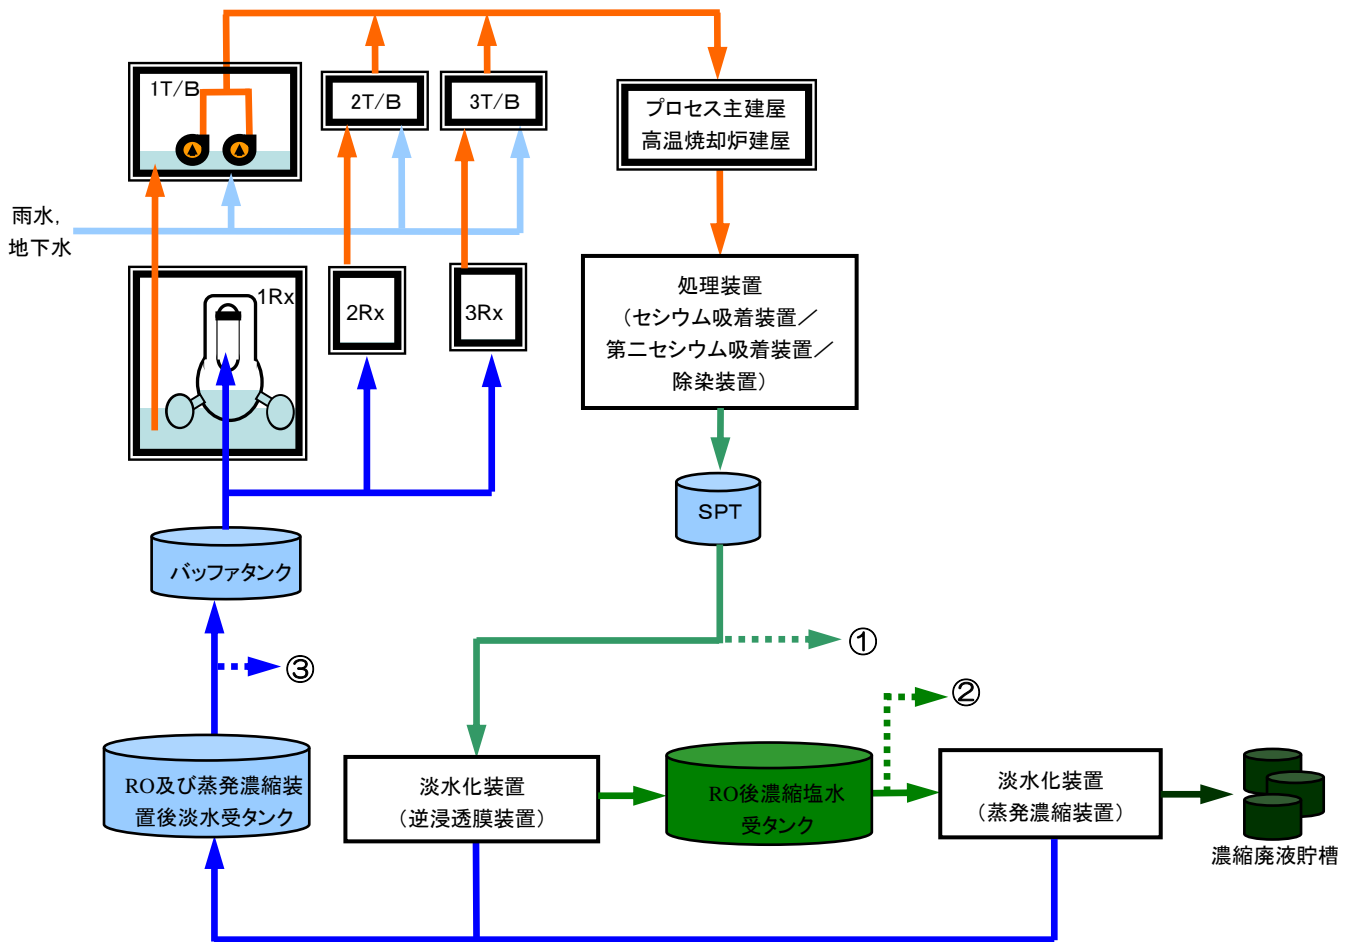 1T/B
2T/B
3T/B
プロセス主建屋
高温焼却炉建屋
雨水,
地下水
1Rx
2Rx
3Rx
処理装置
(セシウム吸着装置／
第二セシウム吸着装置／
除染装置)
SPT
バッファタンク
①
③
②
RO及び蒸発濃縮装
置後淡水受タンク
淡水化装置
(逆浸透膜装置)
RO後濃縮塩水
受タンク
淡水化装置
(蒸発濃縮装置)
濃縮廃液貯槽